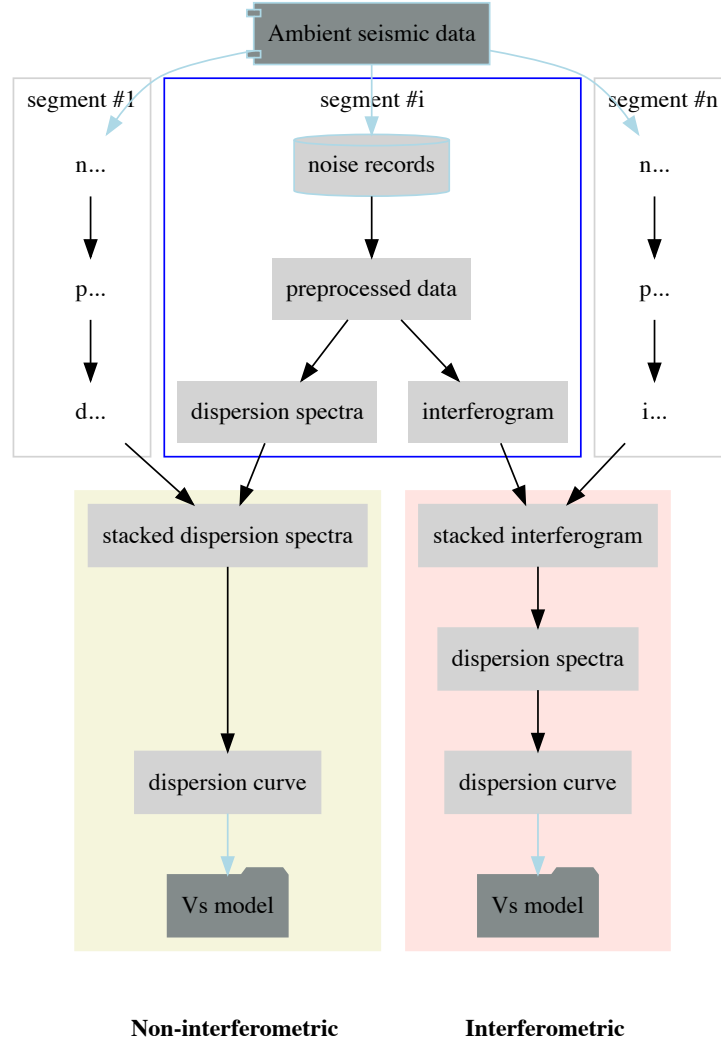 Ambient seismic data
segment #1
segment #i
segment #n
n...
noise records
n...
p...
preprocessed data
p...
d...
dispersion spectra
interferogram
i...
stacked dispersion spectra
stacked interferogram
dispersion spectra
dispersion curve
dispersion curve
Vs model
Vs model
Non-interferometric
Interferometric